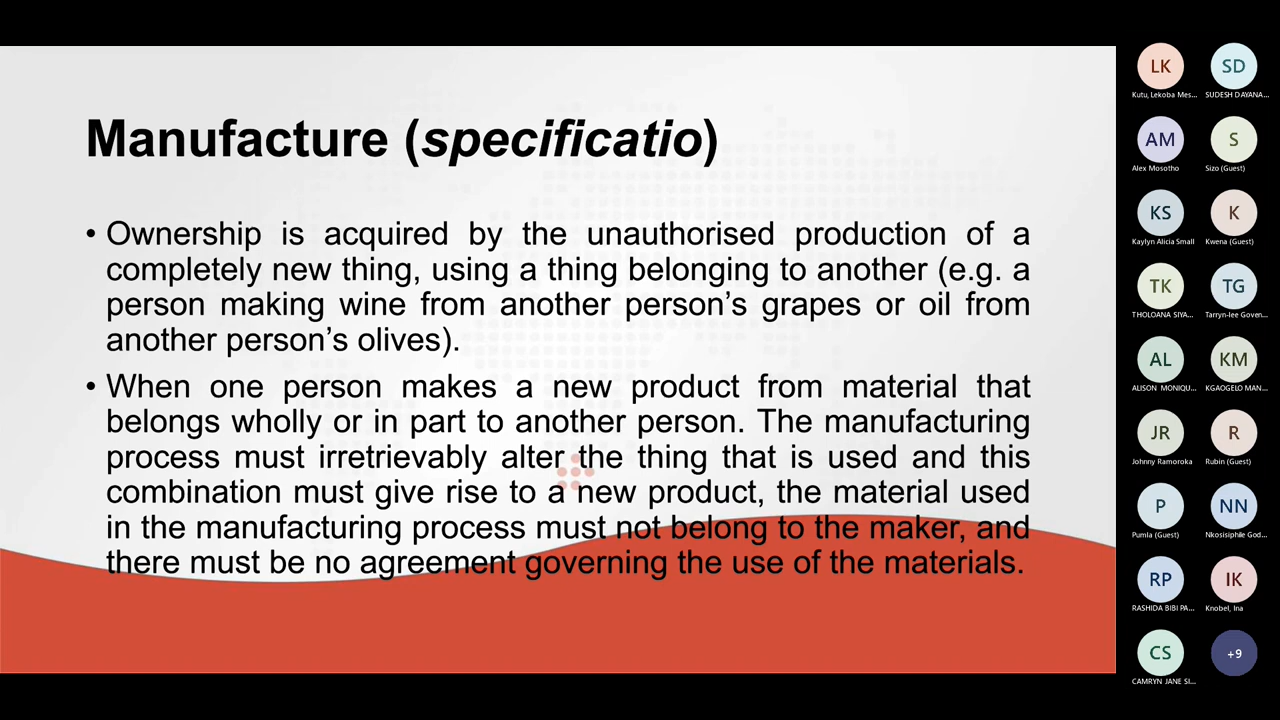 Manufacture (specificatio)
• Ownership is acquired by the unauthorised production of a
completely new thing, using a thing belonging to another (e.g. a
person making wine from another person’s grapes or oil from
another person’s olives).
• When one person makes a new product from material that
belongs wholly or in part to another person. The manufacturing
process must irretrievably alter the thing that is used and this
combination must give rise to a new product, the material used
in the manufacturing process must not belong to the maker, and
there must be no agreement governing the use of the materials.
LK SD
Kutu, Lekoba Mes... SUDESH DAYANA...
AM S
Alex Mosotho Sizo (Guest)
KS K
Kaylyn Alicia Small Kwena (Guest)
TK TG
THOLOANA SIYA... Tarryn-lee Goven...
AL KM
ALISON MONIQU... KGAOGELO MAN...
JR R
Johnny Ramoroka Rubin (Guest)
P NN
Pumla (Guest) Nkosisiphile God...
RP IK
RASHIDA BIBI PA... Knobel, Ina
CS +9
CAMRYN JANE SI...